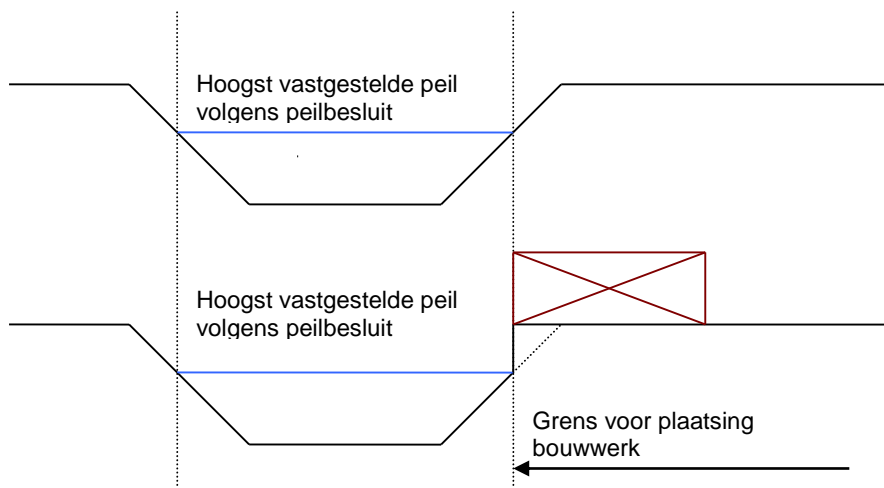 Hoogst vastgestelde peil
volgens peilbesluit
Hoogst vastgestelde peil
volgens peilbesluit
Grens voor plaatsing
bouwwerk